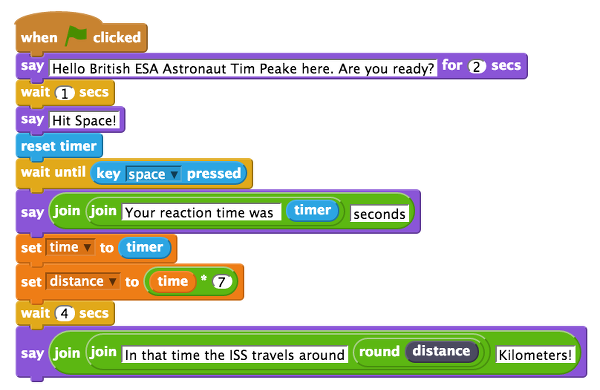 when clicked
say Hello British ESA Astronaut Tim Peake here. Are you ready? for 2 secs
wait 1 secs
say Hit Space!
reset timer
wait until key space pressed
say join join Your reaction time was timer seconds
set time to timer
set distance to time * 7
wait 4 secs
say join join In that time the ISS travels around round distance Kilometers!